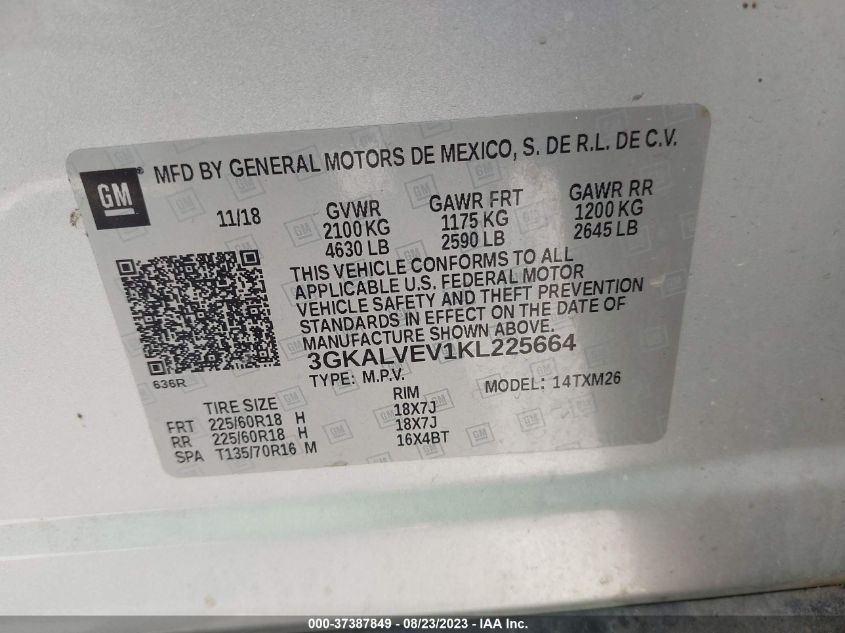 GM
MFD BY GENERAL MOTORS DE MEXICO, S. DE R.L. DE C.V.
11/18 GVWR GAWR FRT GAWR RR
2100 KG 1175 KG 1200 KG
4630 LB 2590 LB 2645 LB
THIS VEHICLE CONFORMS TO ALL
APPLICABLE U.S. FEDERAL MOTOR
VEHICLE SAFETY AND THEFT PREVENTION
STANDARDS IN EFFECT ON THE DATE OF
MANUFACTURE SHOWN ABOVE.
3GKALVEV1KL225664
636R
TYPE: M.P.V. MODEL: 14TXM26
TIRE SIZE RIM
FRT 225/60R18 H 18X7J
RR 225/60R18 H 18X7J
SPA T135/70R16 M 16X4BT
000-37387849 - 08/23/2023 - IAA Inc.